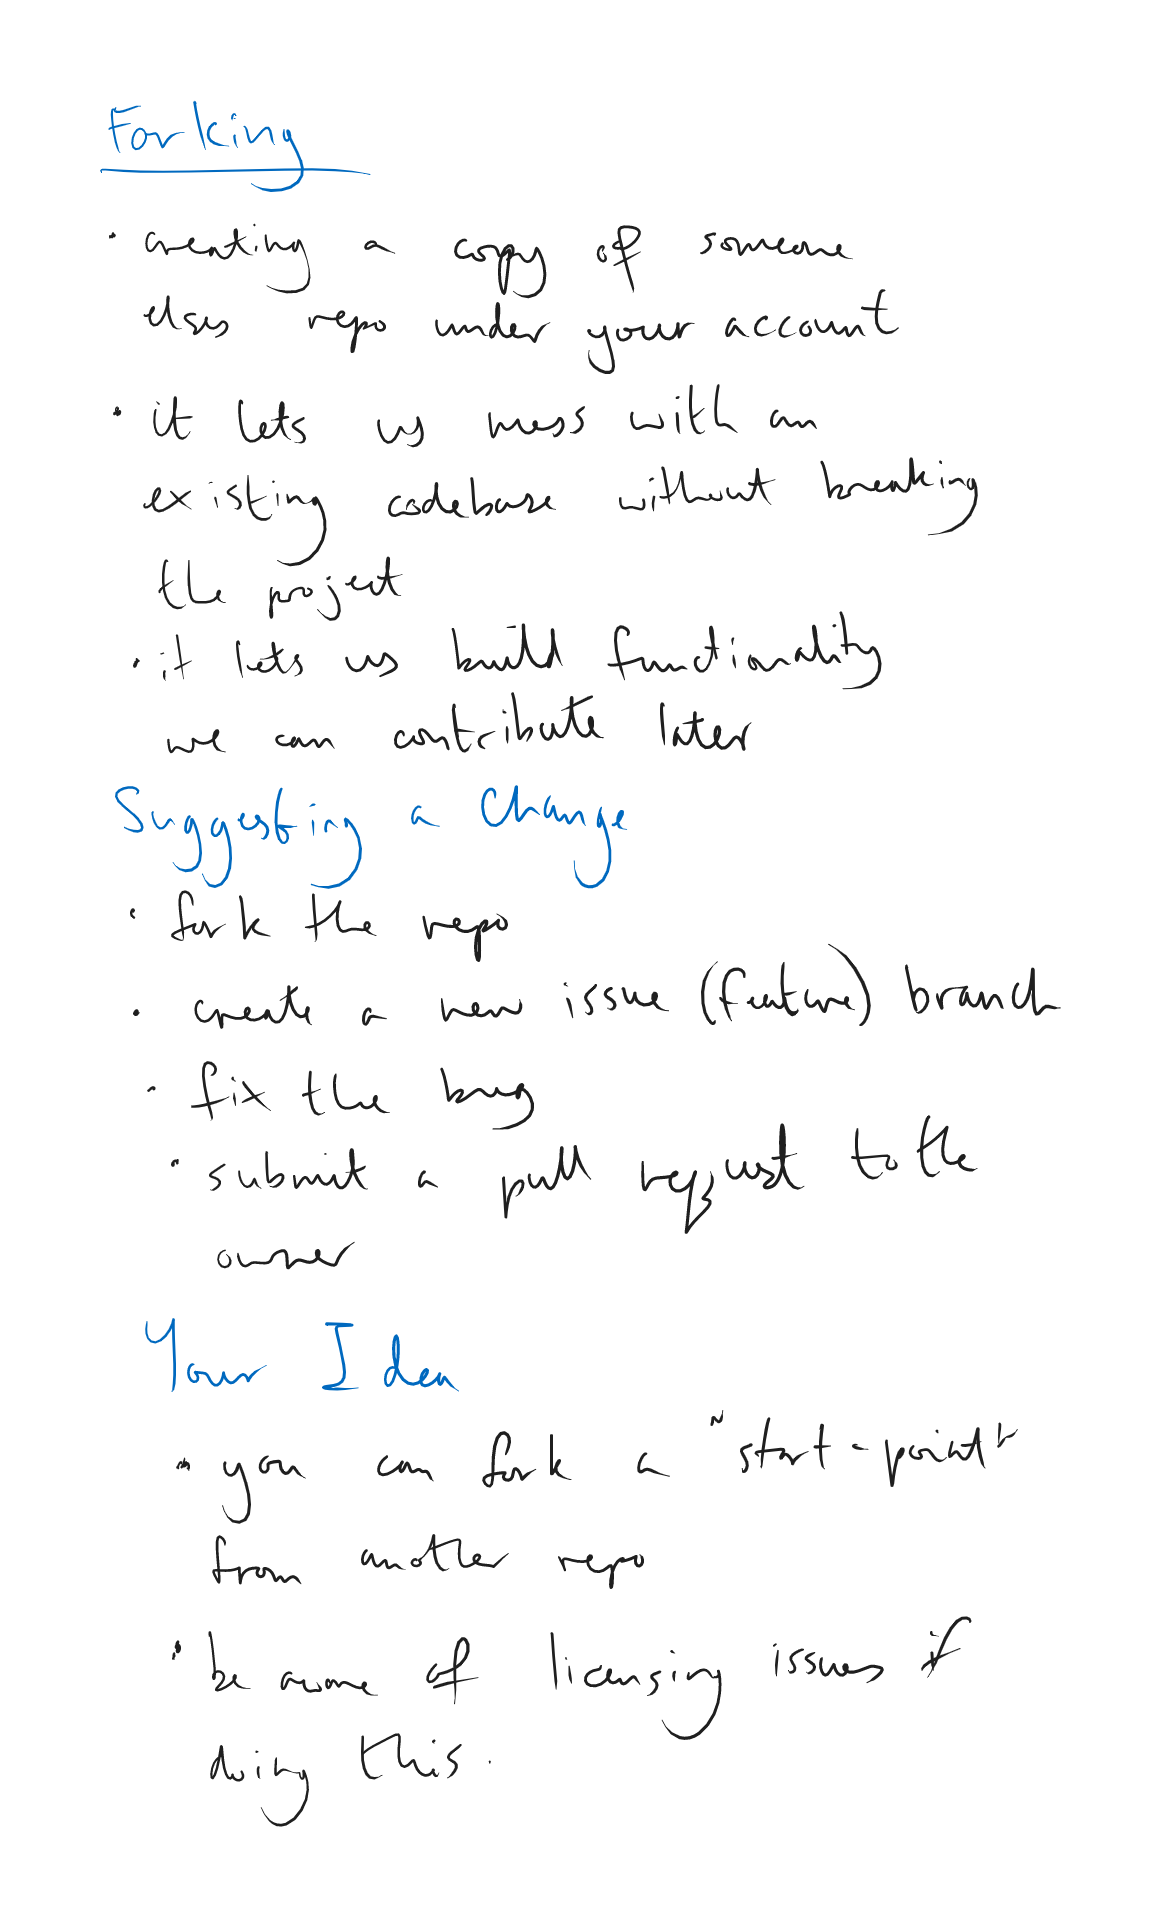 Forking
· creating a copy of someone
elses repo under your account
· it lets us mess with an
existing codebase without breaking
the project
· it lets us build functionality
we can contribute later
Suggesting a Change
· fork the repo
· create a new issue (feature) branch
· fix the bug
· submit a pull request to the
owner
Your Idea
· you can fork a "start-point"
from another repo
· be aware of licensing issues if
doing this.